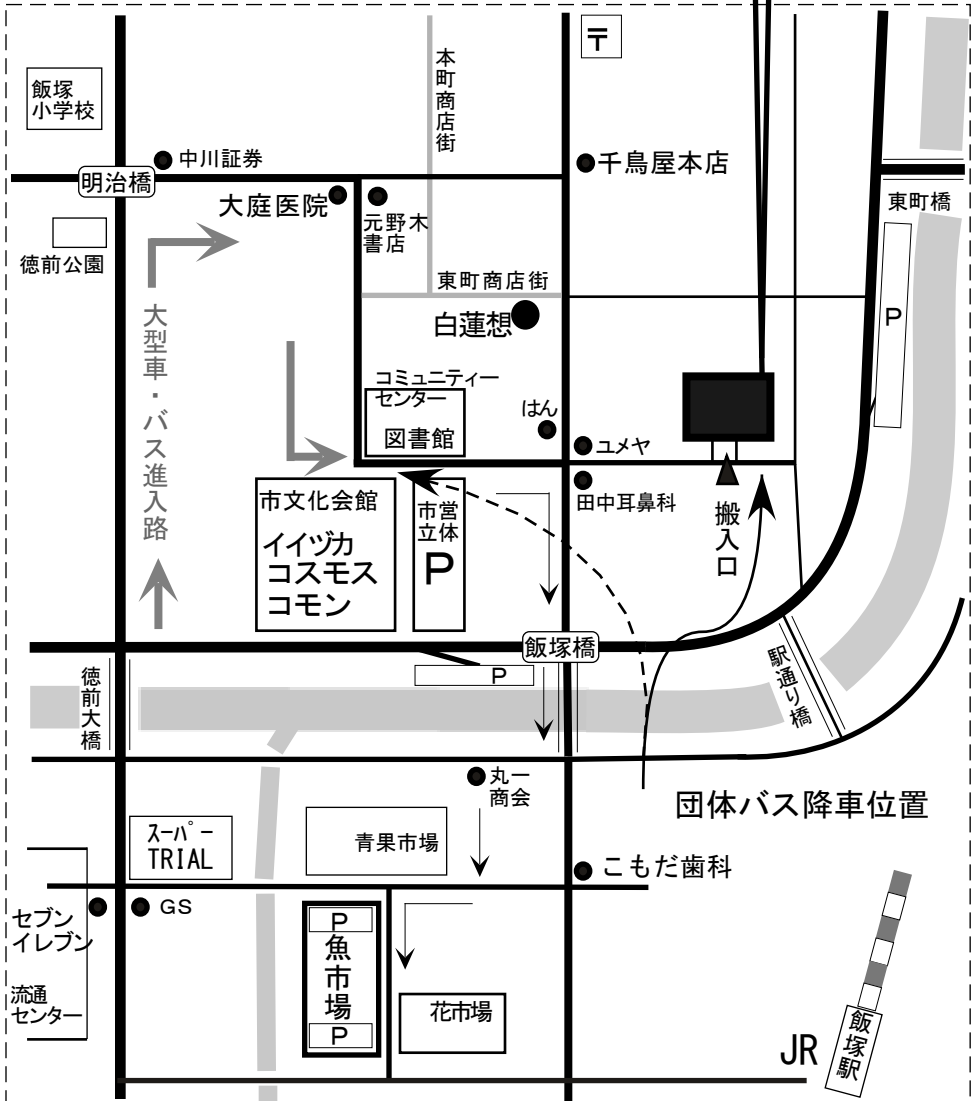 〒
飯塚
小学校
本町商店街
中川証券
千鳥屋本店
明治橋
大庭医院
元野木
書店
東町橋
徳前公園
東町商店街
P
白蓮想
大型車・バス進入路
コミュニティー
センター
図書館
はん
ユメヤ
市文化会館
イイヅカ
コスモス
コモン
市営
立体
P
田中耳鼻科
搬入口
飯塚橋
P
徳前大橋
駅通り橋
丸一
商会
団体バス降車位置
スーパー
TRIAL
青果市場
こもだ歯科
セブン
イレブン
GS
P
魚市場
P
流通
センター
花市場
JR
飯塚駅